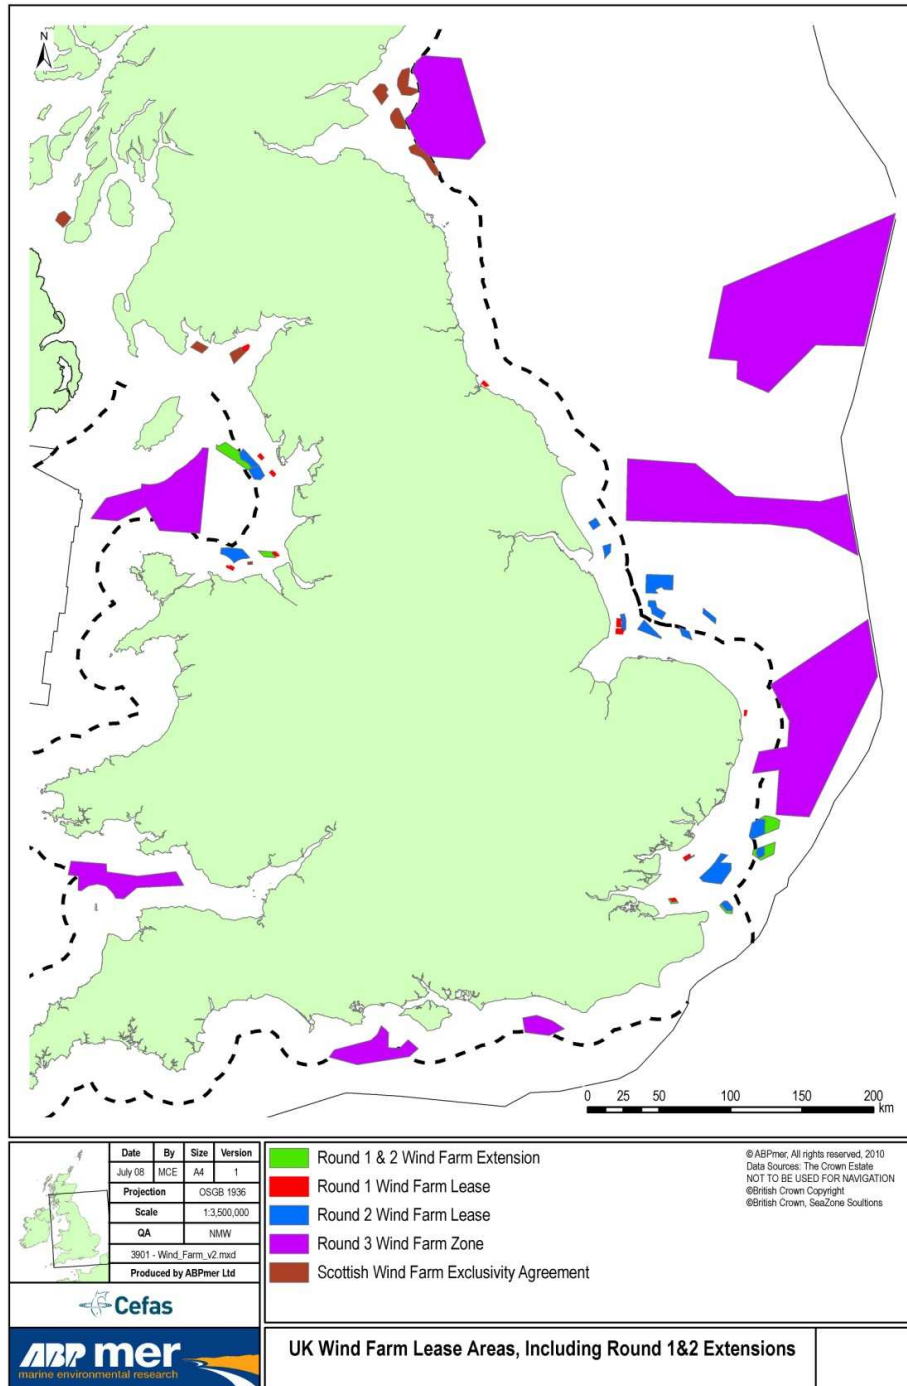 N
0 25 50 100 150 200
km
Date By Size Version
July 08 MCE A4 1
Projection OSGB 1936
Scale 1:3,500,000
QA NMW
3901 - Wind_Farm_v2.mxd
Produced by ABPmer Ltd
Cefas
ABP mer
marine environmental research
Round 1 & 2 Wind Farm Extension
Round 1 Wind Farm Lease
Round 2 Wind Farm Lease
Round 3 Wind Farm Zone
Scottish Wind Farm Exclusivity Agreement
© ABPmer, All rights reserved, 2010
Data Sources: The Crown Estate
NOT TO BE USED FOR NAVIGATION
©British Crown Copyright
©British Crown, SeaZone Soultions
UK Wind Farm Lease Areas, Including Round 1&2 Extensions